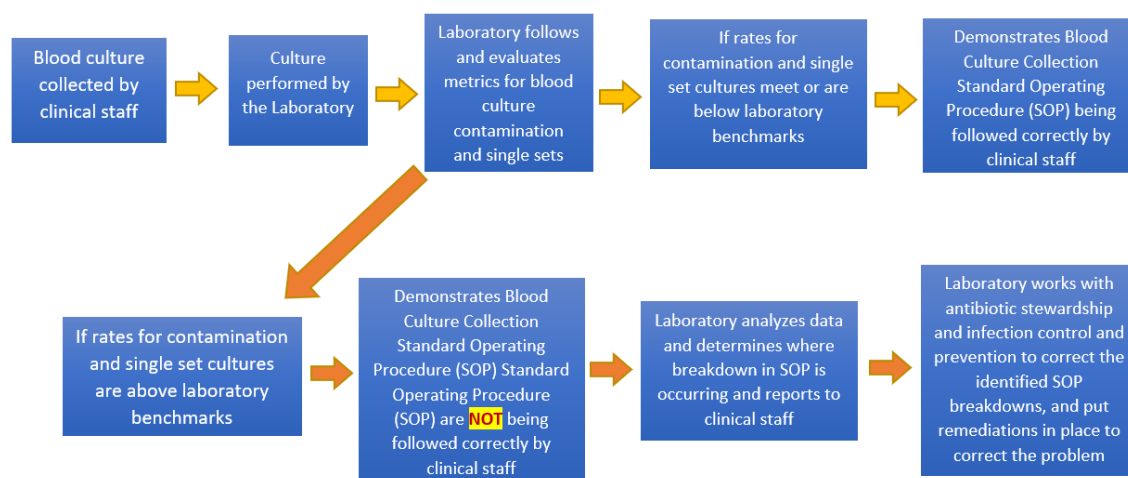 Blood culture
collected by
clinical staff
Culture
performed by
the Laboratory
Laboratory follows
and evaluates
metrics for blood
culture
contamination
and single sets
If rates for
contamination and single
set cultures meet or are
below laboratory
benchmarks
Demonstrates Blood
Culture Collection
Standard Operating
Procedure (SOP) being
followed correctly by
clinical staff
If rates for contamination
and single set cultures
are above laboratory
benchmarks
Demonstrates Blood
Culture Collection
Standard Operating
Procedure (SOP) Standard
Operating Procedure
(SOP) are NOT being
followed correctly by
clinical staff
Laboratory analyzes data
and determines where
breakdown in SOP is
occurring and reports to
clinical staff
Laboratory works with
antibiotic stewardship
and infection control and
prevention to correct the
identified SOP
breakdowns, and put
remediations in place to
correct the problem